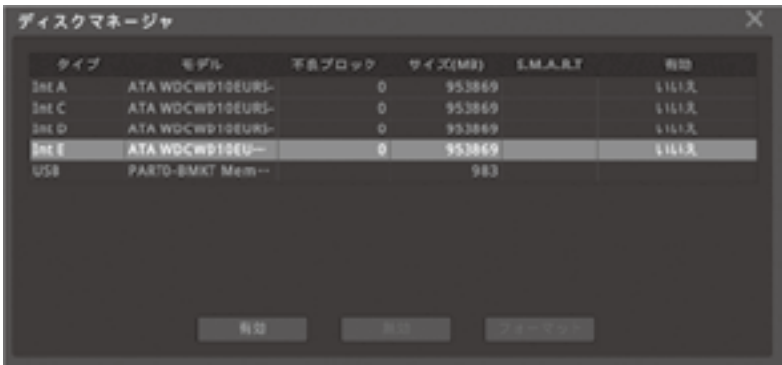 ディスクマネージャ
タイプ モデル 不良ブロック サイズ(MB) S.M.A.R.T 有効
Int A ATA WDCWD10EURS- 0 953869 いいえ
Int C ATA WDCWD10EURS- 0 953869 いいえ
Int D ATA WDCWD10EURS- 0 953869 いいえ
Int E ATA WDCWD10EU… 0 953869 いいえ
USB PART0-BMKT Mem… 983
有効 無効 フォーマット